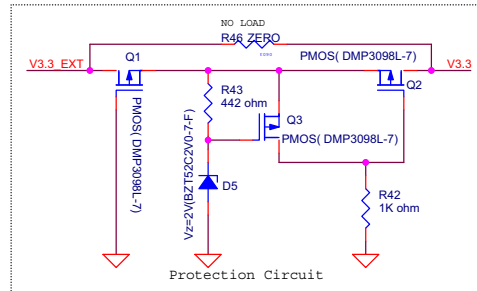 NO LOAD
R46 ZERO
V3.3_EXT
Q1
PMOS( DMP3098L-7)
V3.3
R43
442 ohm
Q3
Q2
PMOS( DMP3098L-7)
PMOS( DMP3098L-7)
Vz=2V(BZT52C2V0-7-F)
D5
R42
1K ohm
Protection Circuit